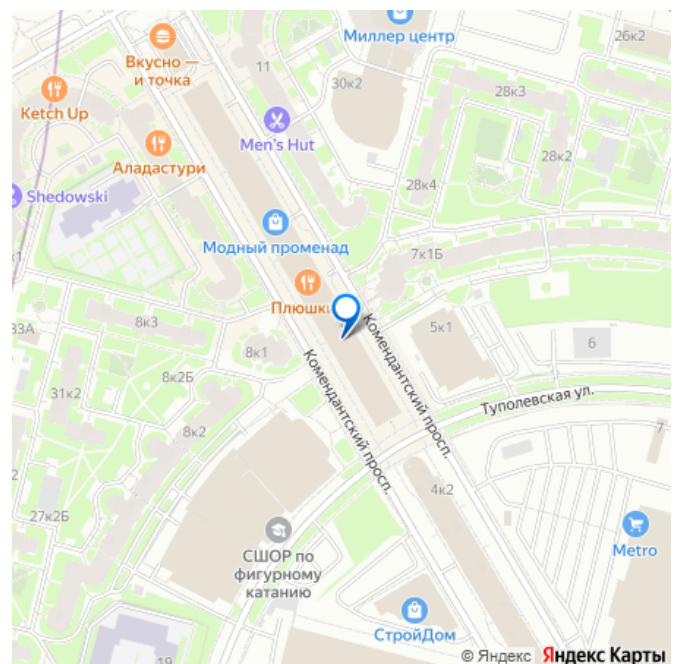 Миллер центр
26к2
Вкусно —
и точка
11
30к2
28к3
Ketch Up
Men's Hut
Аладастури
28к2
28к4
Shedowski
Модный променад
7к1Б
Плюшки
33А
8к3
Комендантский просп.
5к1
6
8к1
Комендантский просп.
31к2
8к2Б
Туполевская ул.
8к2
7
4к2
27к2Б
СШОР по
фигурному
катанию
Metro
СтройДом
19
© Яндекс Яндекс Карты